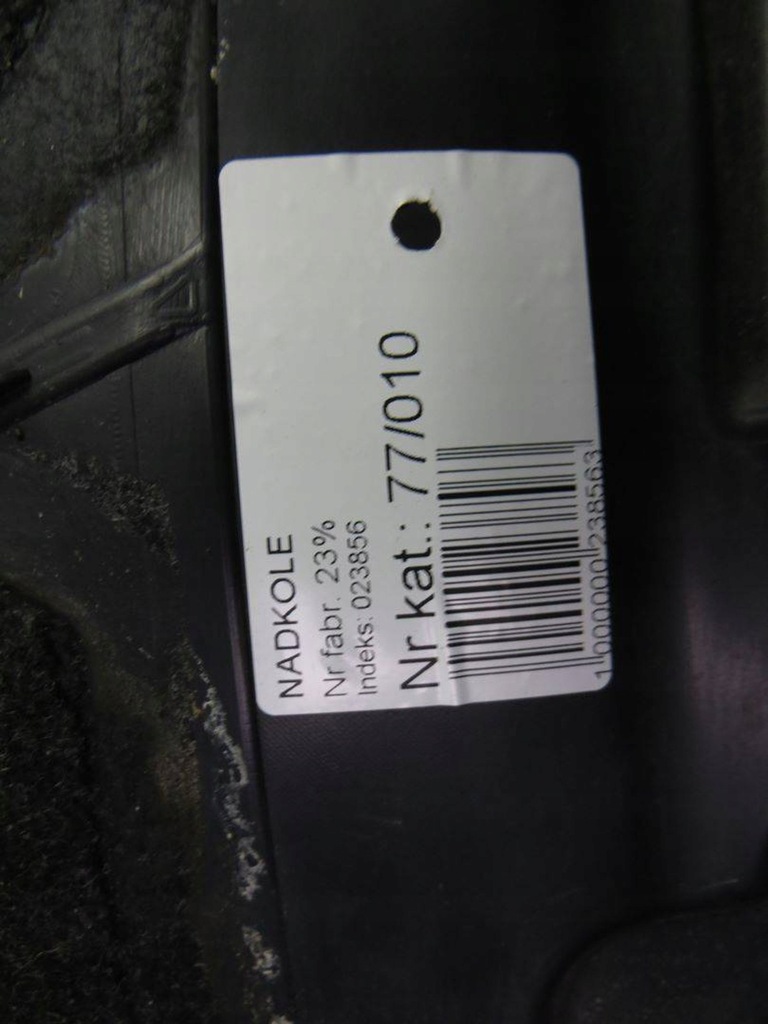 NADKOLE
Nr fabr. 23%
Indeks: 023856
Nr kat.: 77/010
1000000238563